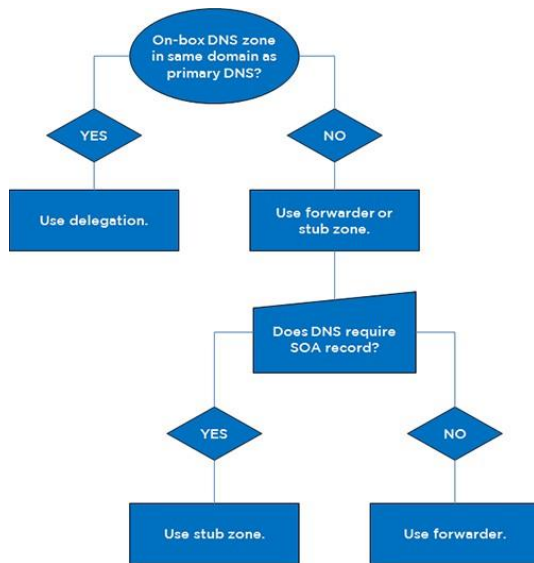 On-box DNS zone
in same domain as
primary DNS?
YES
NO
Use delegation.
Use forwarder or
stub zone.
Does DNS require
SOA record?
YES
NO
Use stub zone.
Use forwarder.